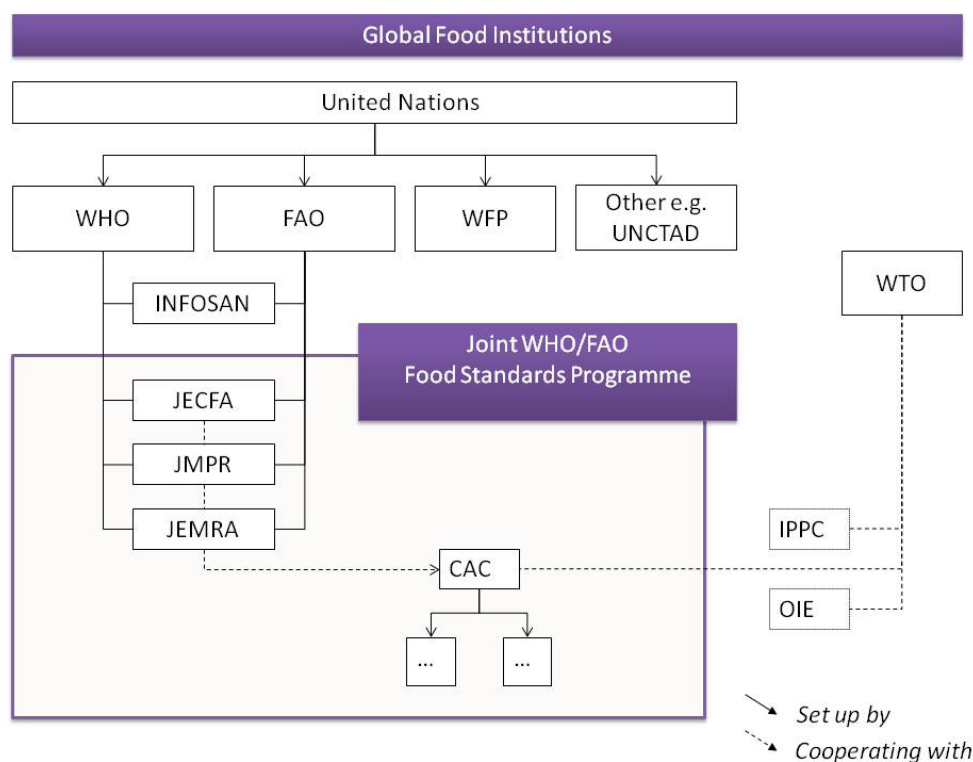 Global Food Institutions
United Nations
WHO
FAO
WFP
Other e.g.
UNCTAD
WTO
INFOSAN
Joint WHO/FAO
Food Standards Programme
JECFA
JMPR
JEMRA
IPPC
CAC
OIE
...
...
Set up by
Cooperating with